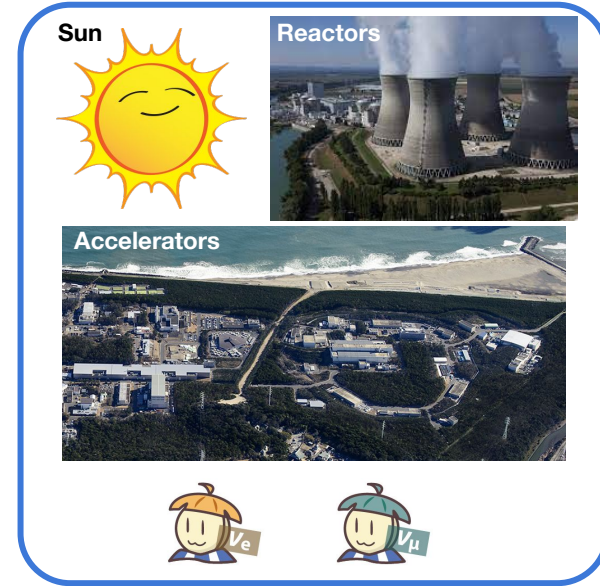 Sun
Reactors
Accelerators
νe
νμ